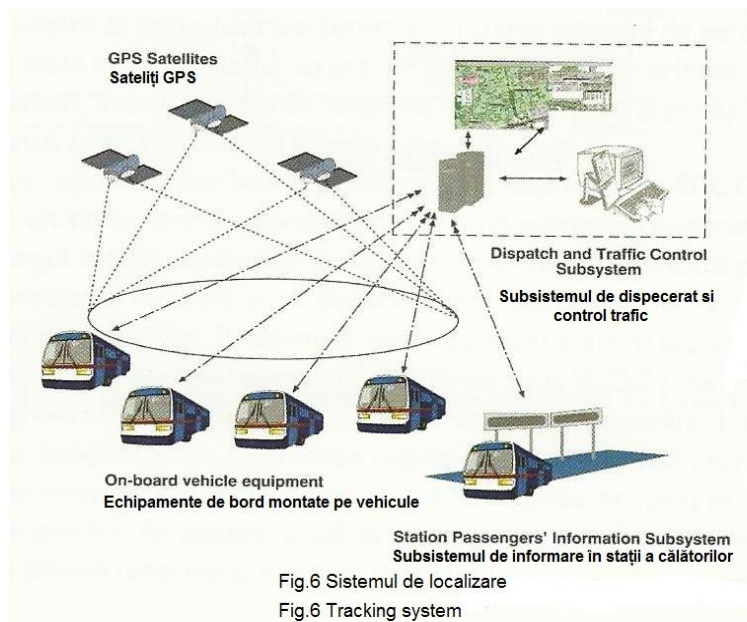 GPS Satellites
Sateliți GPS
Dispatch and Traffic Control
Subsystem
Subsistemul de dispecerat si
control trafic
On-board vehicle equipment
Echipamente de bord montate pe vehicule
Station Passengers' Information Subsystem
Subsistemul de informare în stații a călătorilor
Fig.6 Sistemul de localizare
Fig.6 Tracking system